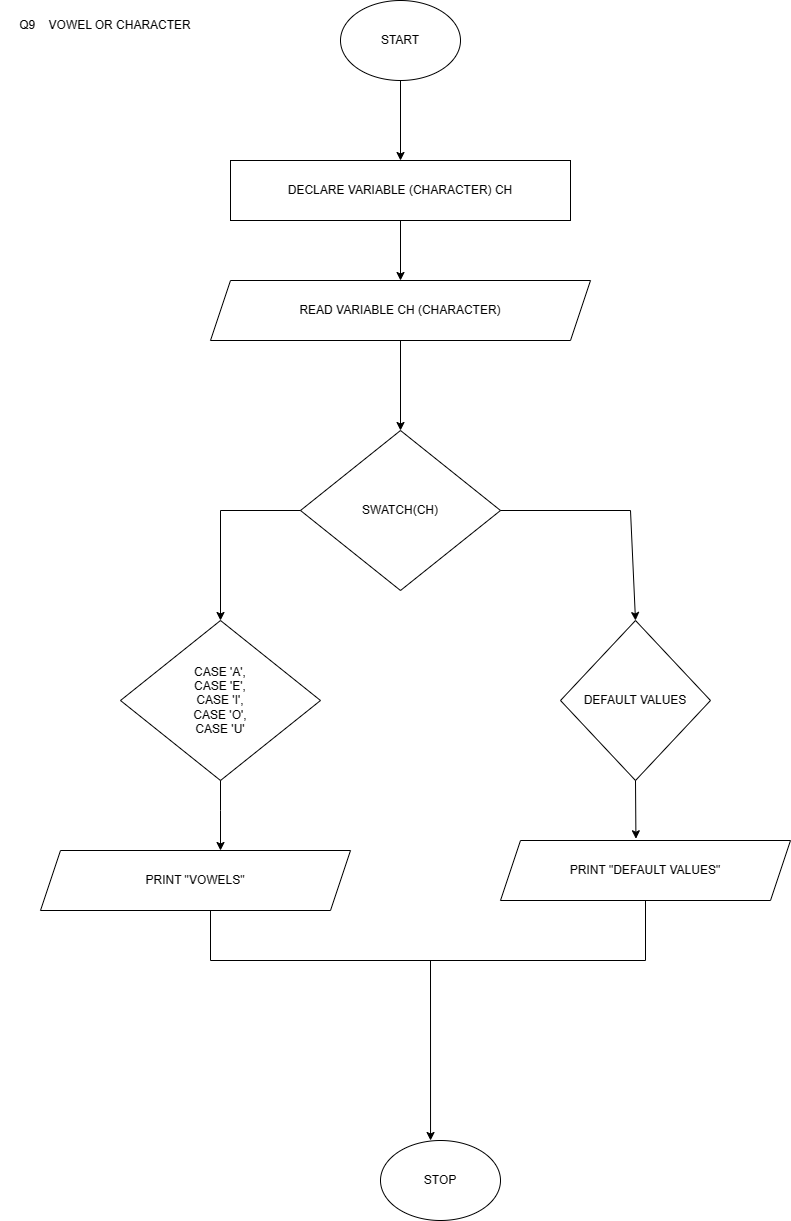 Q9 VOWEL OR CHARACTER
START
DECLARE VARIABLE (CHARACTER) CH
READ VARIABLE CH (CHARACTER)
SWATCH(CH)
CASE 'A',
CASE 'E',
CASE 'I',
CASE 'O',
CASE 'U'
DEFAULT VALUES
PRINT "VOWELS"
PRINT "DEFAULT VALUES"
STOP